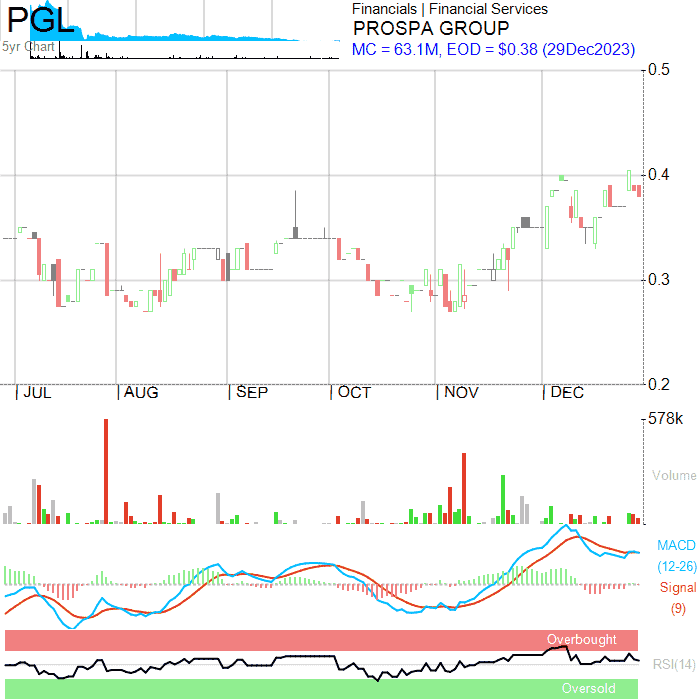 PGL
5yr Chart
Financials | Financial Services
PROSPA GROUP
MC = 63.1M, EOD = $0.38 (29Dec2023)
0.5
0.4
0.3
0.2
JUL AUG SEP OCT NOV DEC
578k
Volume
MACD
(12-26)
Signal
(9)
Overbought
RSI(14)
Oversold